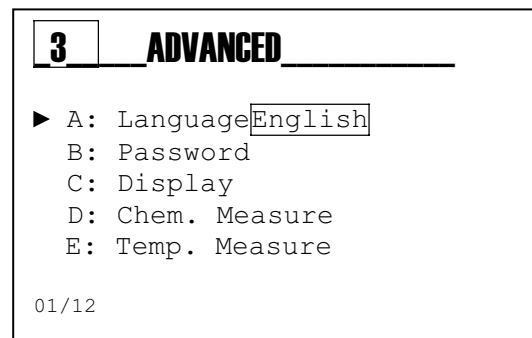 3 ADVANCED
► A: Language English
B: Password
C: Display
D: Chem. Measure
E: Temp. Measure
01/12